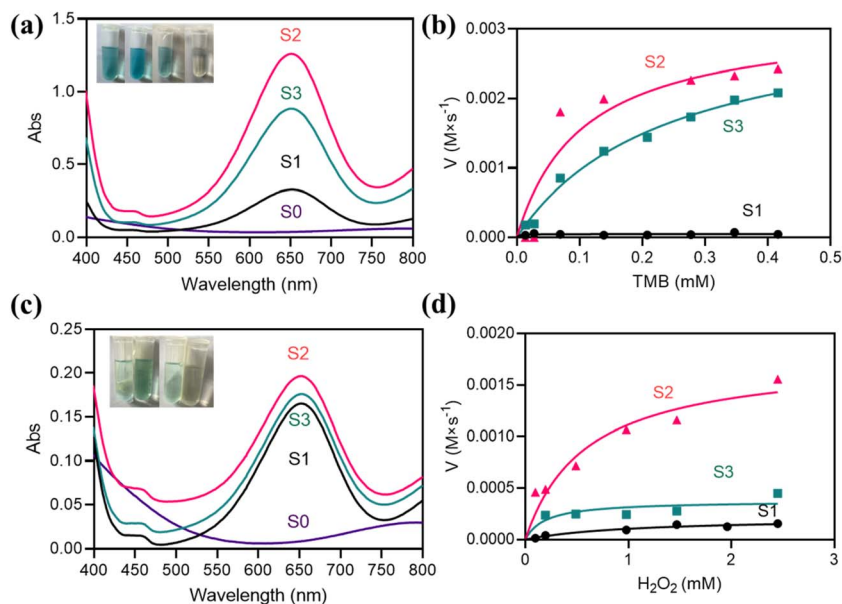 (a)
1.5
1.0
0.5
0.0
Abs
S2
S3
S1
S0
400 450 500 550 600 650 700 750 800
Wavelength (nm)
(b)
0.003
0.002
0.001
0.000
V (M×s⁻¹)
S2
S3
S1
0.0 0.1 0.2 0.3 0.4 0.5
TMB (mM)
(c)
0.25
0.20
0.15
0.10
0.05
0.00
Abs
S2
S3
S1
S0
400 450 500 550 600 650 700 750 800
Wavelength (nm)
(d)
0.0020
0.0015
0.0010
0.0005
0.0000
V (M×s⁻¹)
S2
S3
S1
0 1 2 3
H₂O₂ (mM)